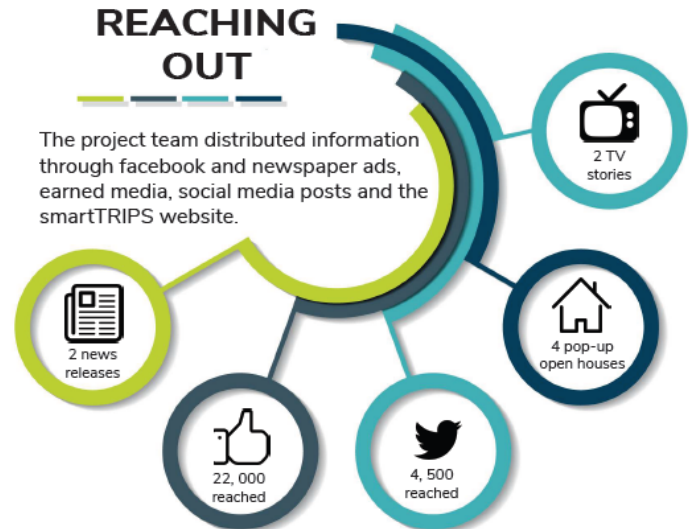 REACHING
OUT
The project team distributed information
through facebook and newspaper ads,
earned media, social media posts and the
smartTRIPS website.
2 TV
stories
4 pop-up
open houses
4, 500
reached
22, 000
reached
2 news
releases